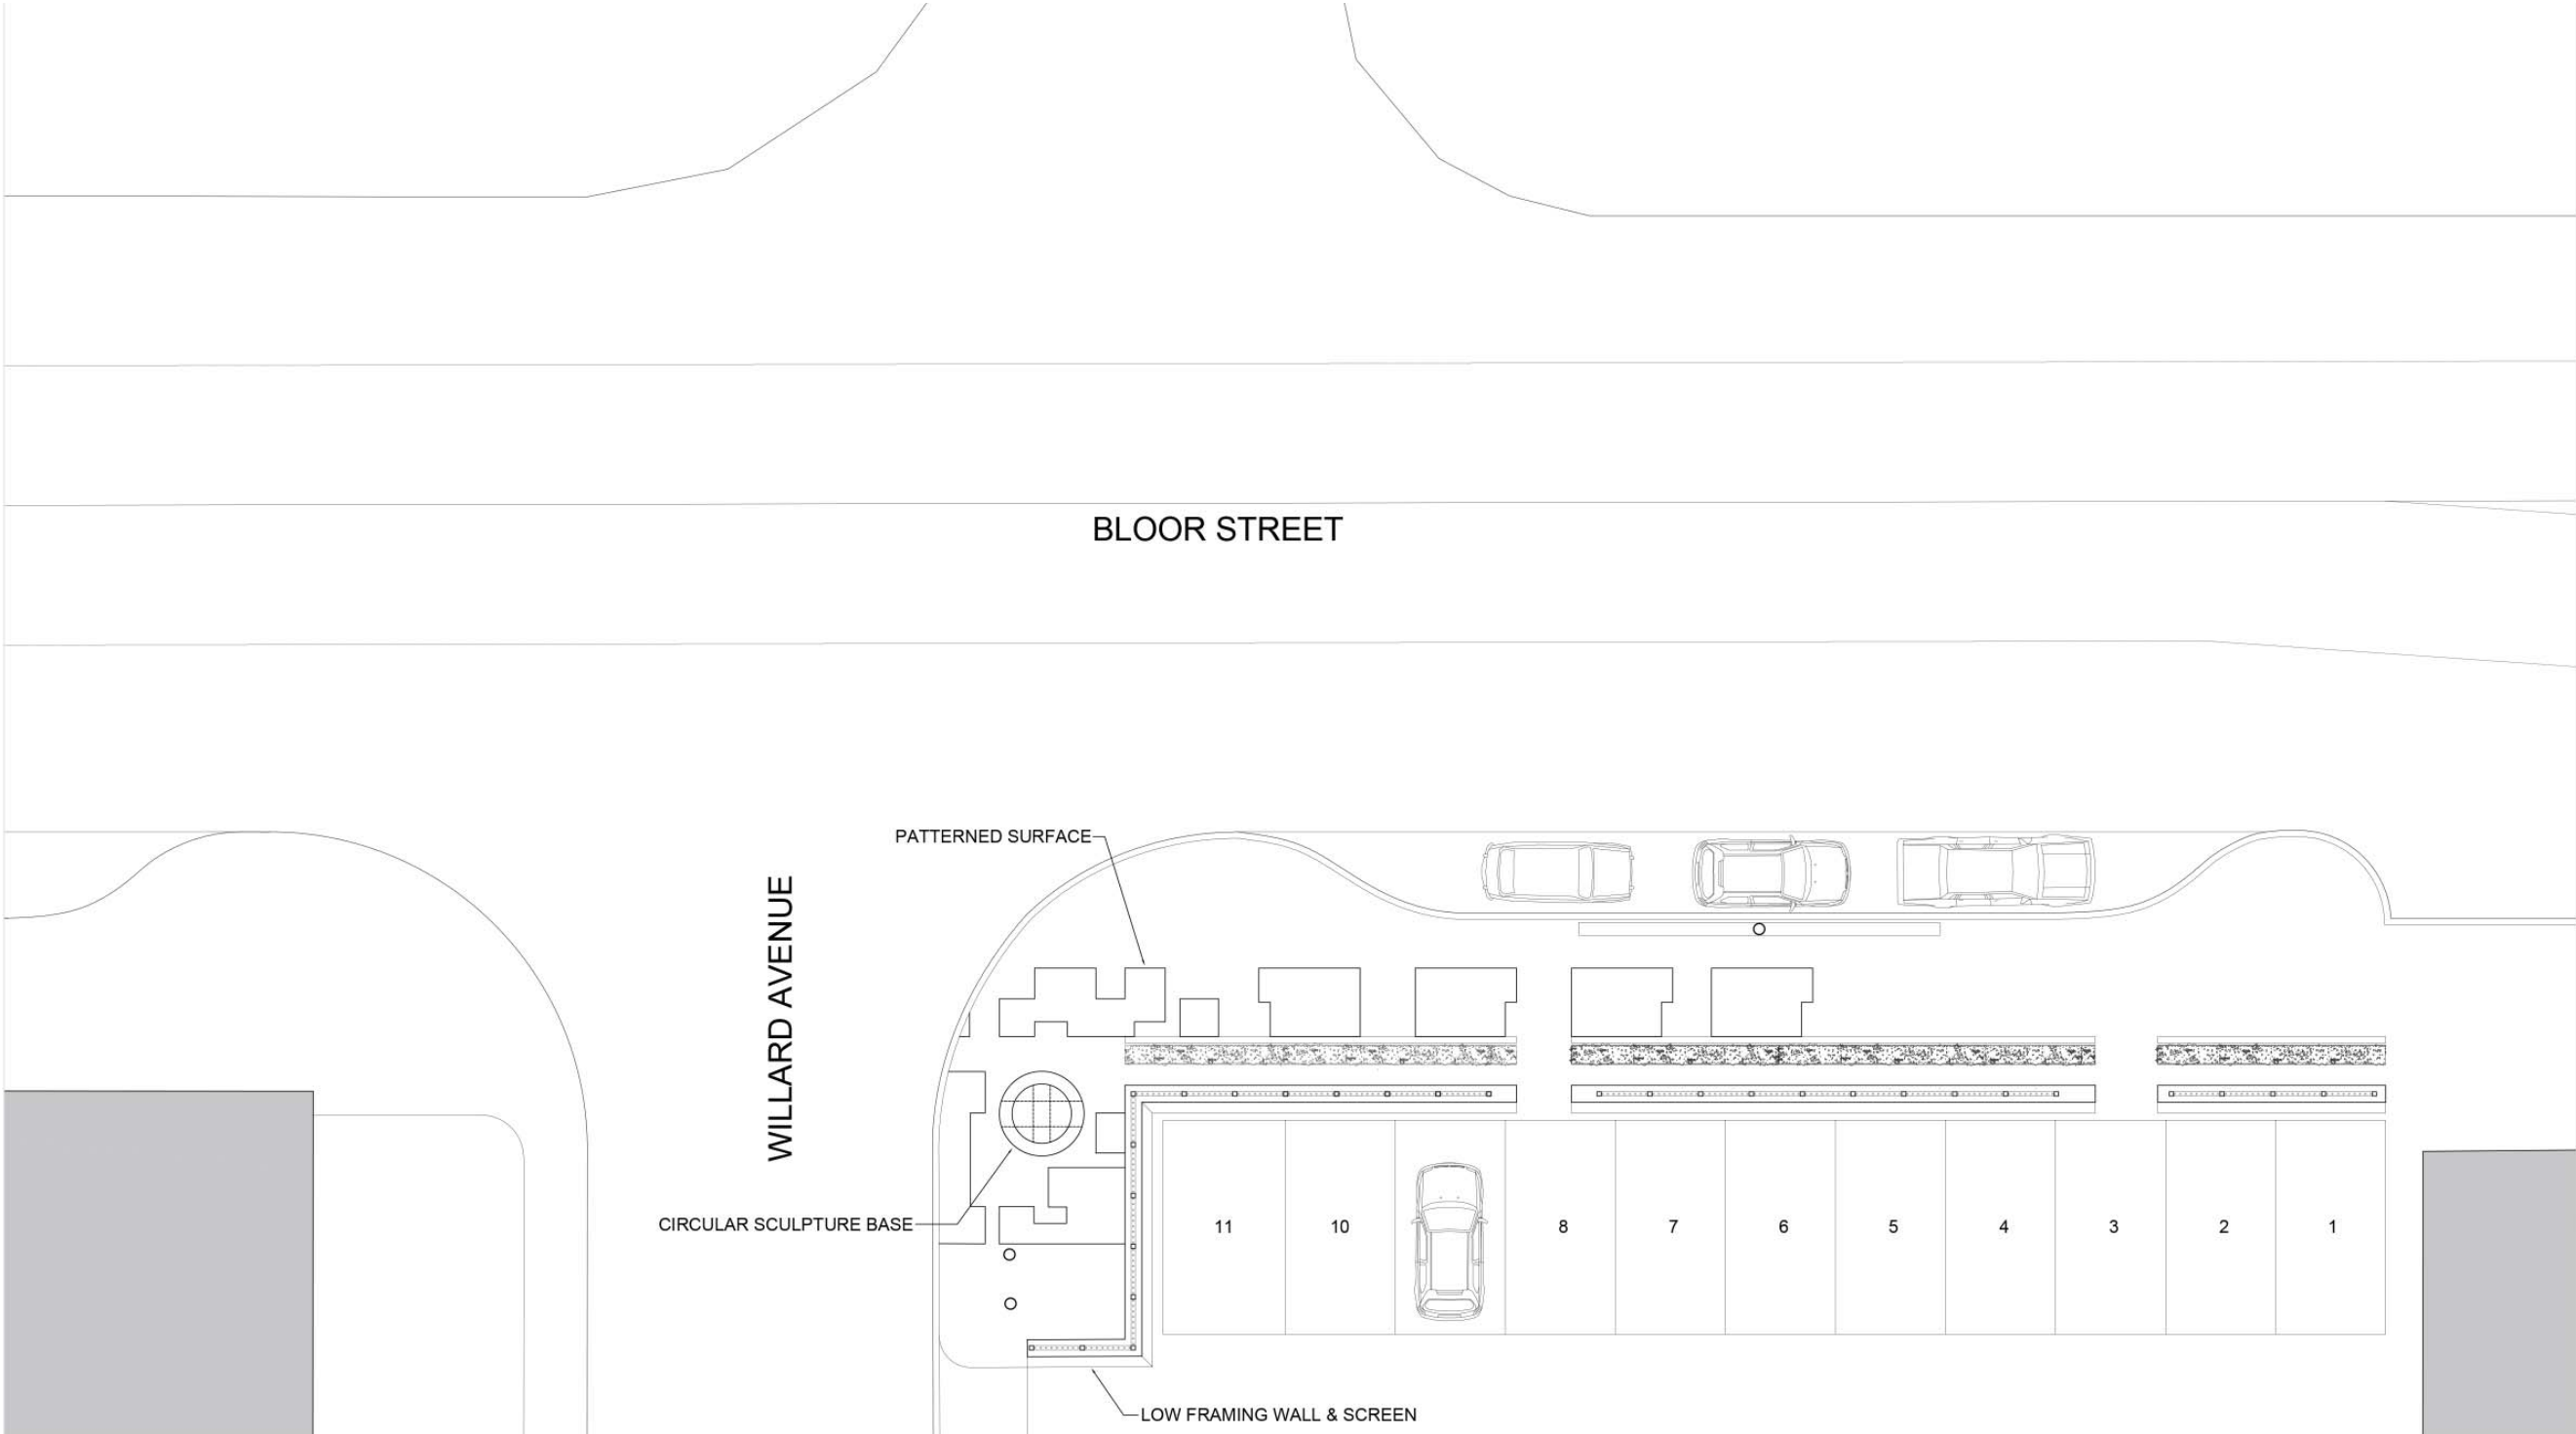 BLOOR STREET
PATTERNED SURFACE
WILLARD AVENUE
CIRCULAR SCULPTURE BASE
11 10 8 7 6 5 4 3 2 1
LOW FRAMING WALL & SCREEN